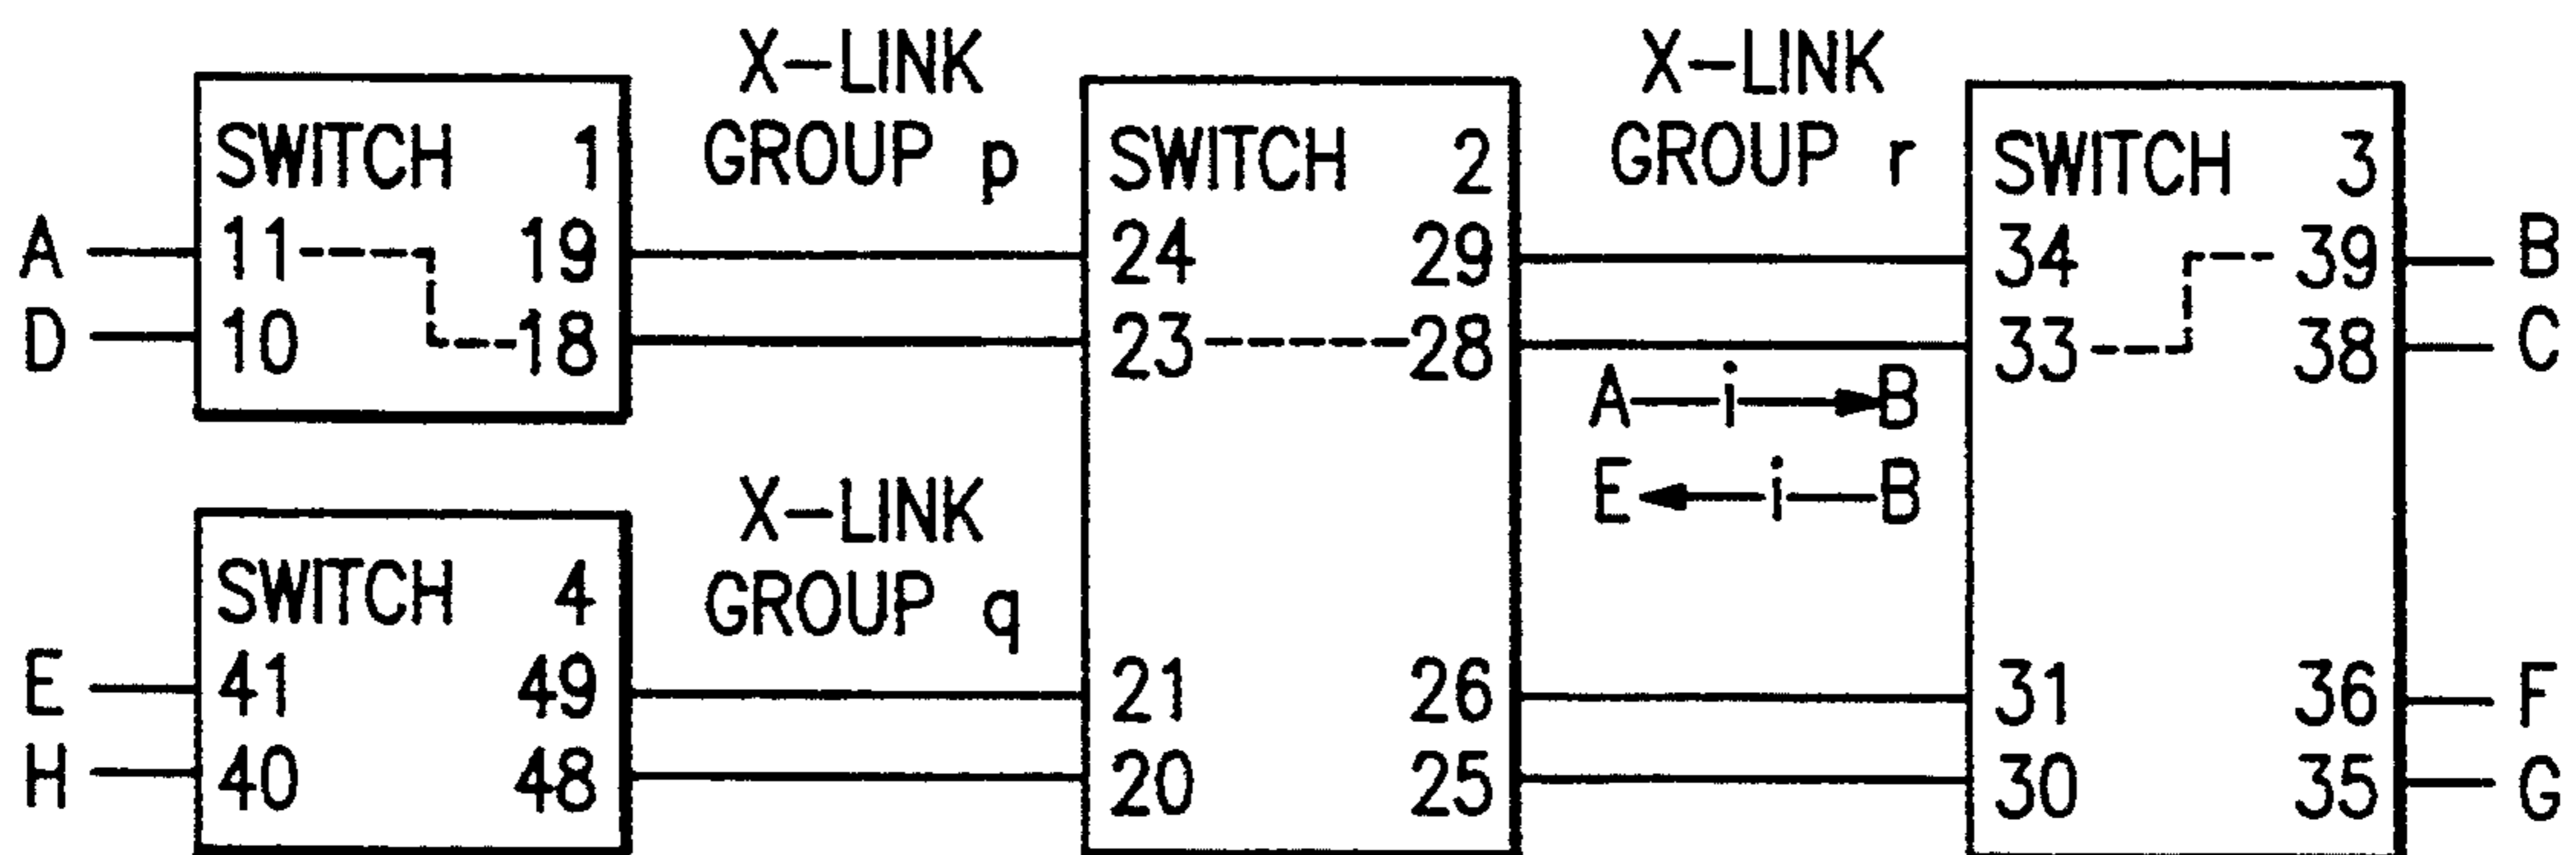 X-LINK
GROUP p
X-LINK
GROUP r
SWITCH 1
SWITCH 2
SWITCH 3
A 11 19 24 29 34 39 B
D 10 18 23 28 33 38 C
A i B
E i B
X-LINK
GROUP q
SWITCH 4
E 41 49 21 26 31 36 F
H 40 48 20 25 30 35 G